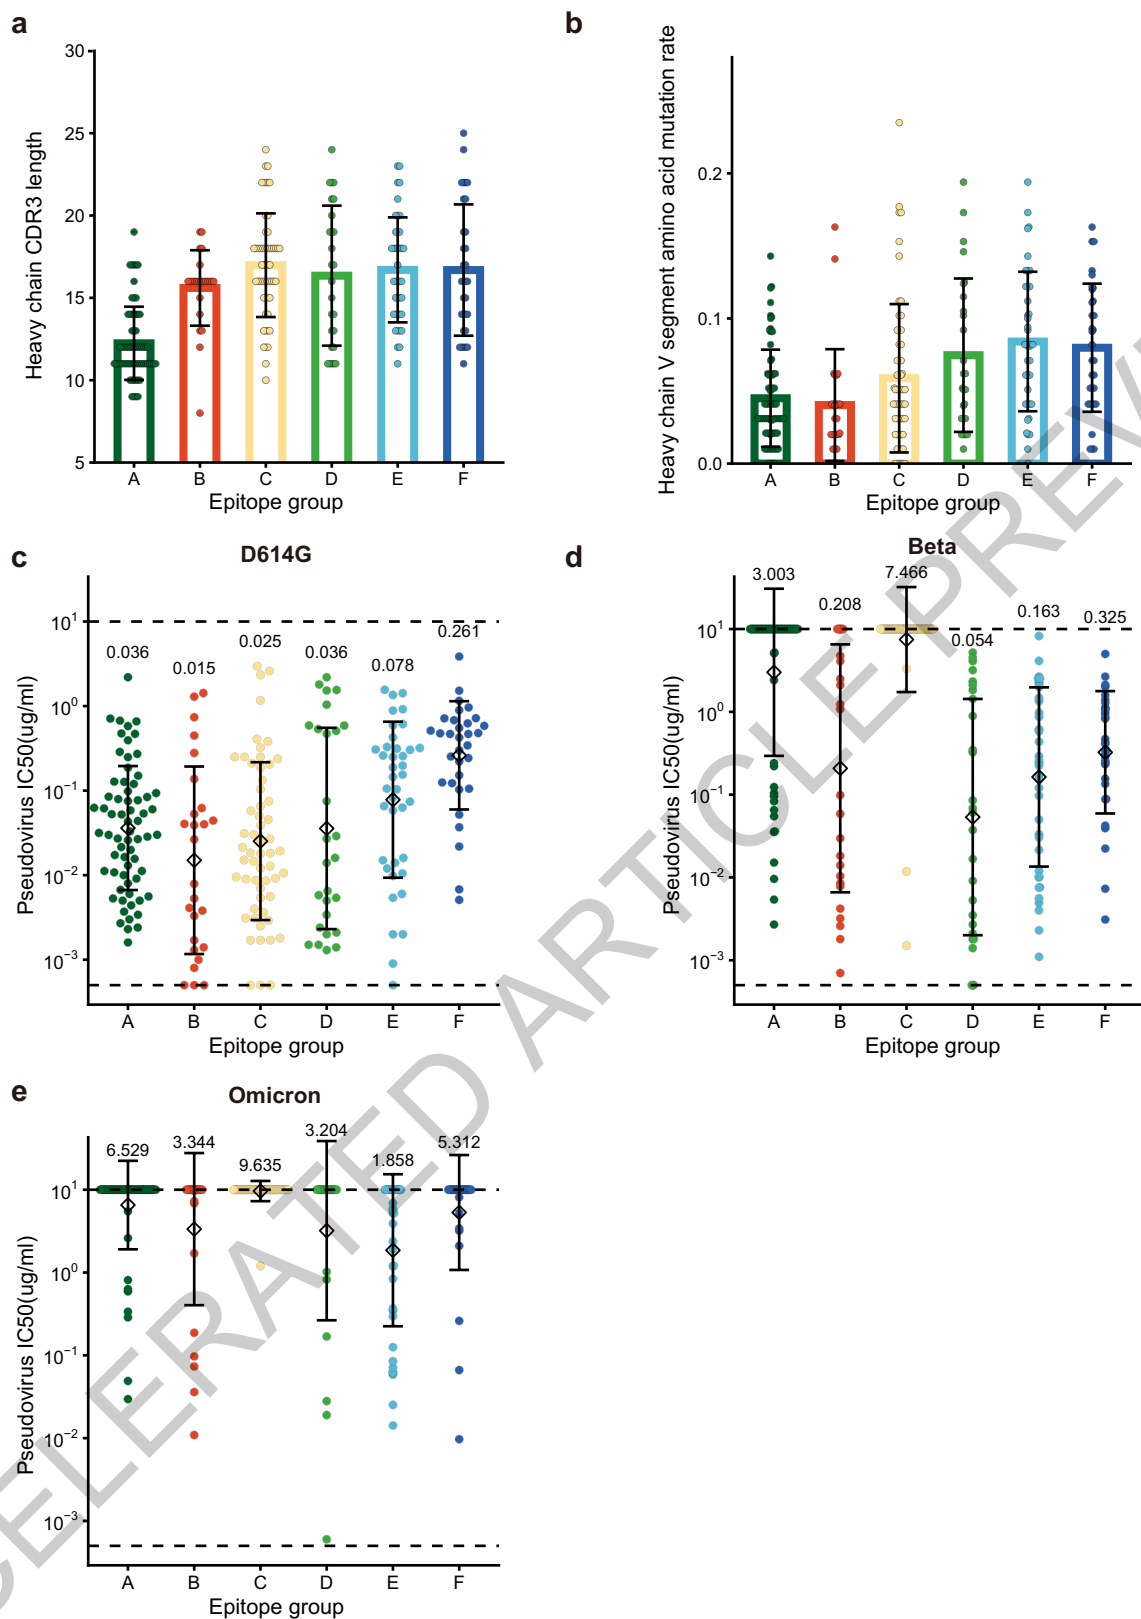 a
Heavy chain CDR3 length
30
25
20
15
10
5
A B C D E F
Epitope group
b
Heavy chain V segment amino acid mutation rate
0.2
0.1
0.0
A B C D E F
Epitope group
c
D614G
Pseudovirus IC50(ug/ml)
10^1
10^0
10^-1
10^-2
10^-3
0.036 0.015 0.025 0.036 0.078 0.261
A B C D E F
Epitope group
d
Beta
Pseudovirus IC50(ug/ml)
10^1
10^0
10^-1
10^-2
10^-3
3.003 0.208 7.466 0.054 0.163 0.325
A B C D E F
Epitope group
e
Omicron
Pseudovirus IC50(ug/ml)
10^1
10^0
10^-1
10^-2
10^-3
6.529 3.344 9.635 3.204 1.858 5.312
A B C D E F
Epitope group
CELERATED ARTICLE PREV